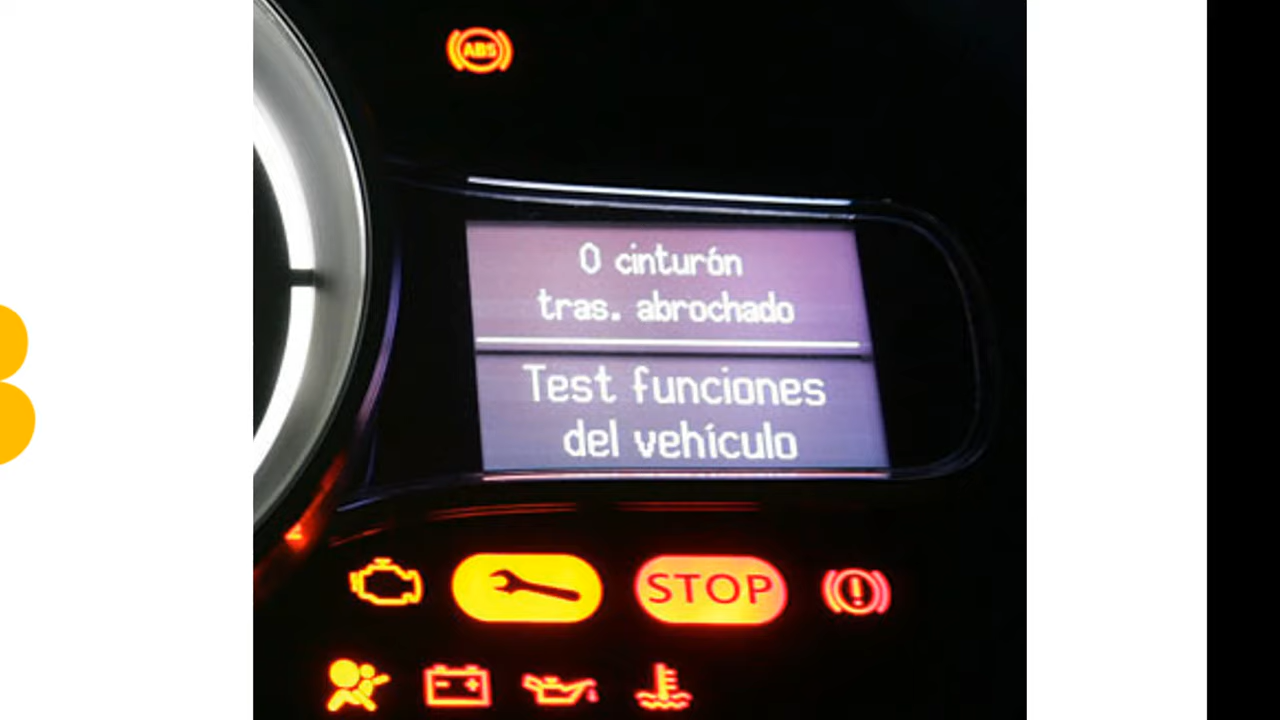 ABS
0 cinturón
tras. abrochado
Test funciones
del vehículo
STOP